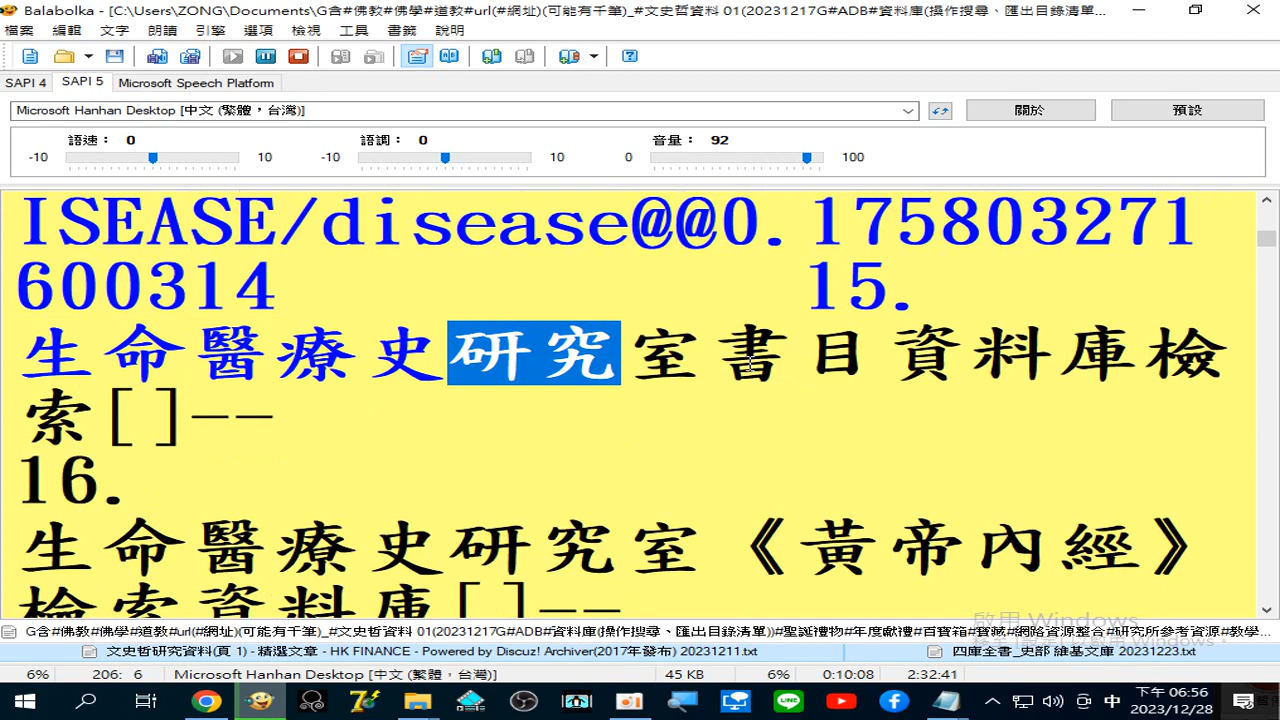 Balabolka - [C:\Users\ZONG\Documents\G含#佛教#佛學#道教#url(#網址)(可能有千筆)_#文史哲資料 01(20231217G#ADB#資料庫(操作搜尋、匯出目錄清單...
檔案 編輯 文字 朗讀 引擎 選項 檢視 工具 書籤 說明
SAPI 4 SAPI 5 Microsoft Speech Platform
Microsoft Hanhan Desktop [中文 (繁體，台灣)] 關於 預設
語速： 0 語調： 0 音量： 92
-10 10 -10 10 0 100
ISEASE/disease@@0.175803271
600314 15.
生命醫療史研究室書目資料庫檢
索[]--
16.
生命醫療史研究室《黃帝內經》
檢索資料庫[]--
啟用 Windows
G含#佛教#佛學#道教#url(#網址)(可能有千筆)_#文史哲資料 01(20231217G#ADB#資料庫(操作搜尋、匯出目錄清單))#聖誕禮物#年度獻禮#百寶箱#寶城#網路資源整合#研究所參考資源#教學...
文史哲研究資料(頁 1) - 精選文章 - HK FINANCE - Powered by Discuz! Archiver(2017年發布) 20231211.txt 四庫全書_史部 維基文庫 20231223.txt
6% 206: 6 Microsoft Hanhan Desktop [中文 (繁體，台灣)] 45 KB 6% 0:10:08 2:32:41
中 下午 06:56
2023/12/28